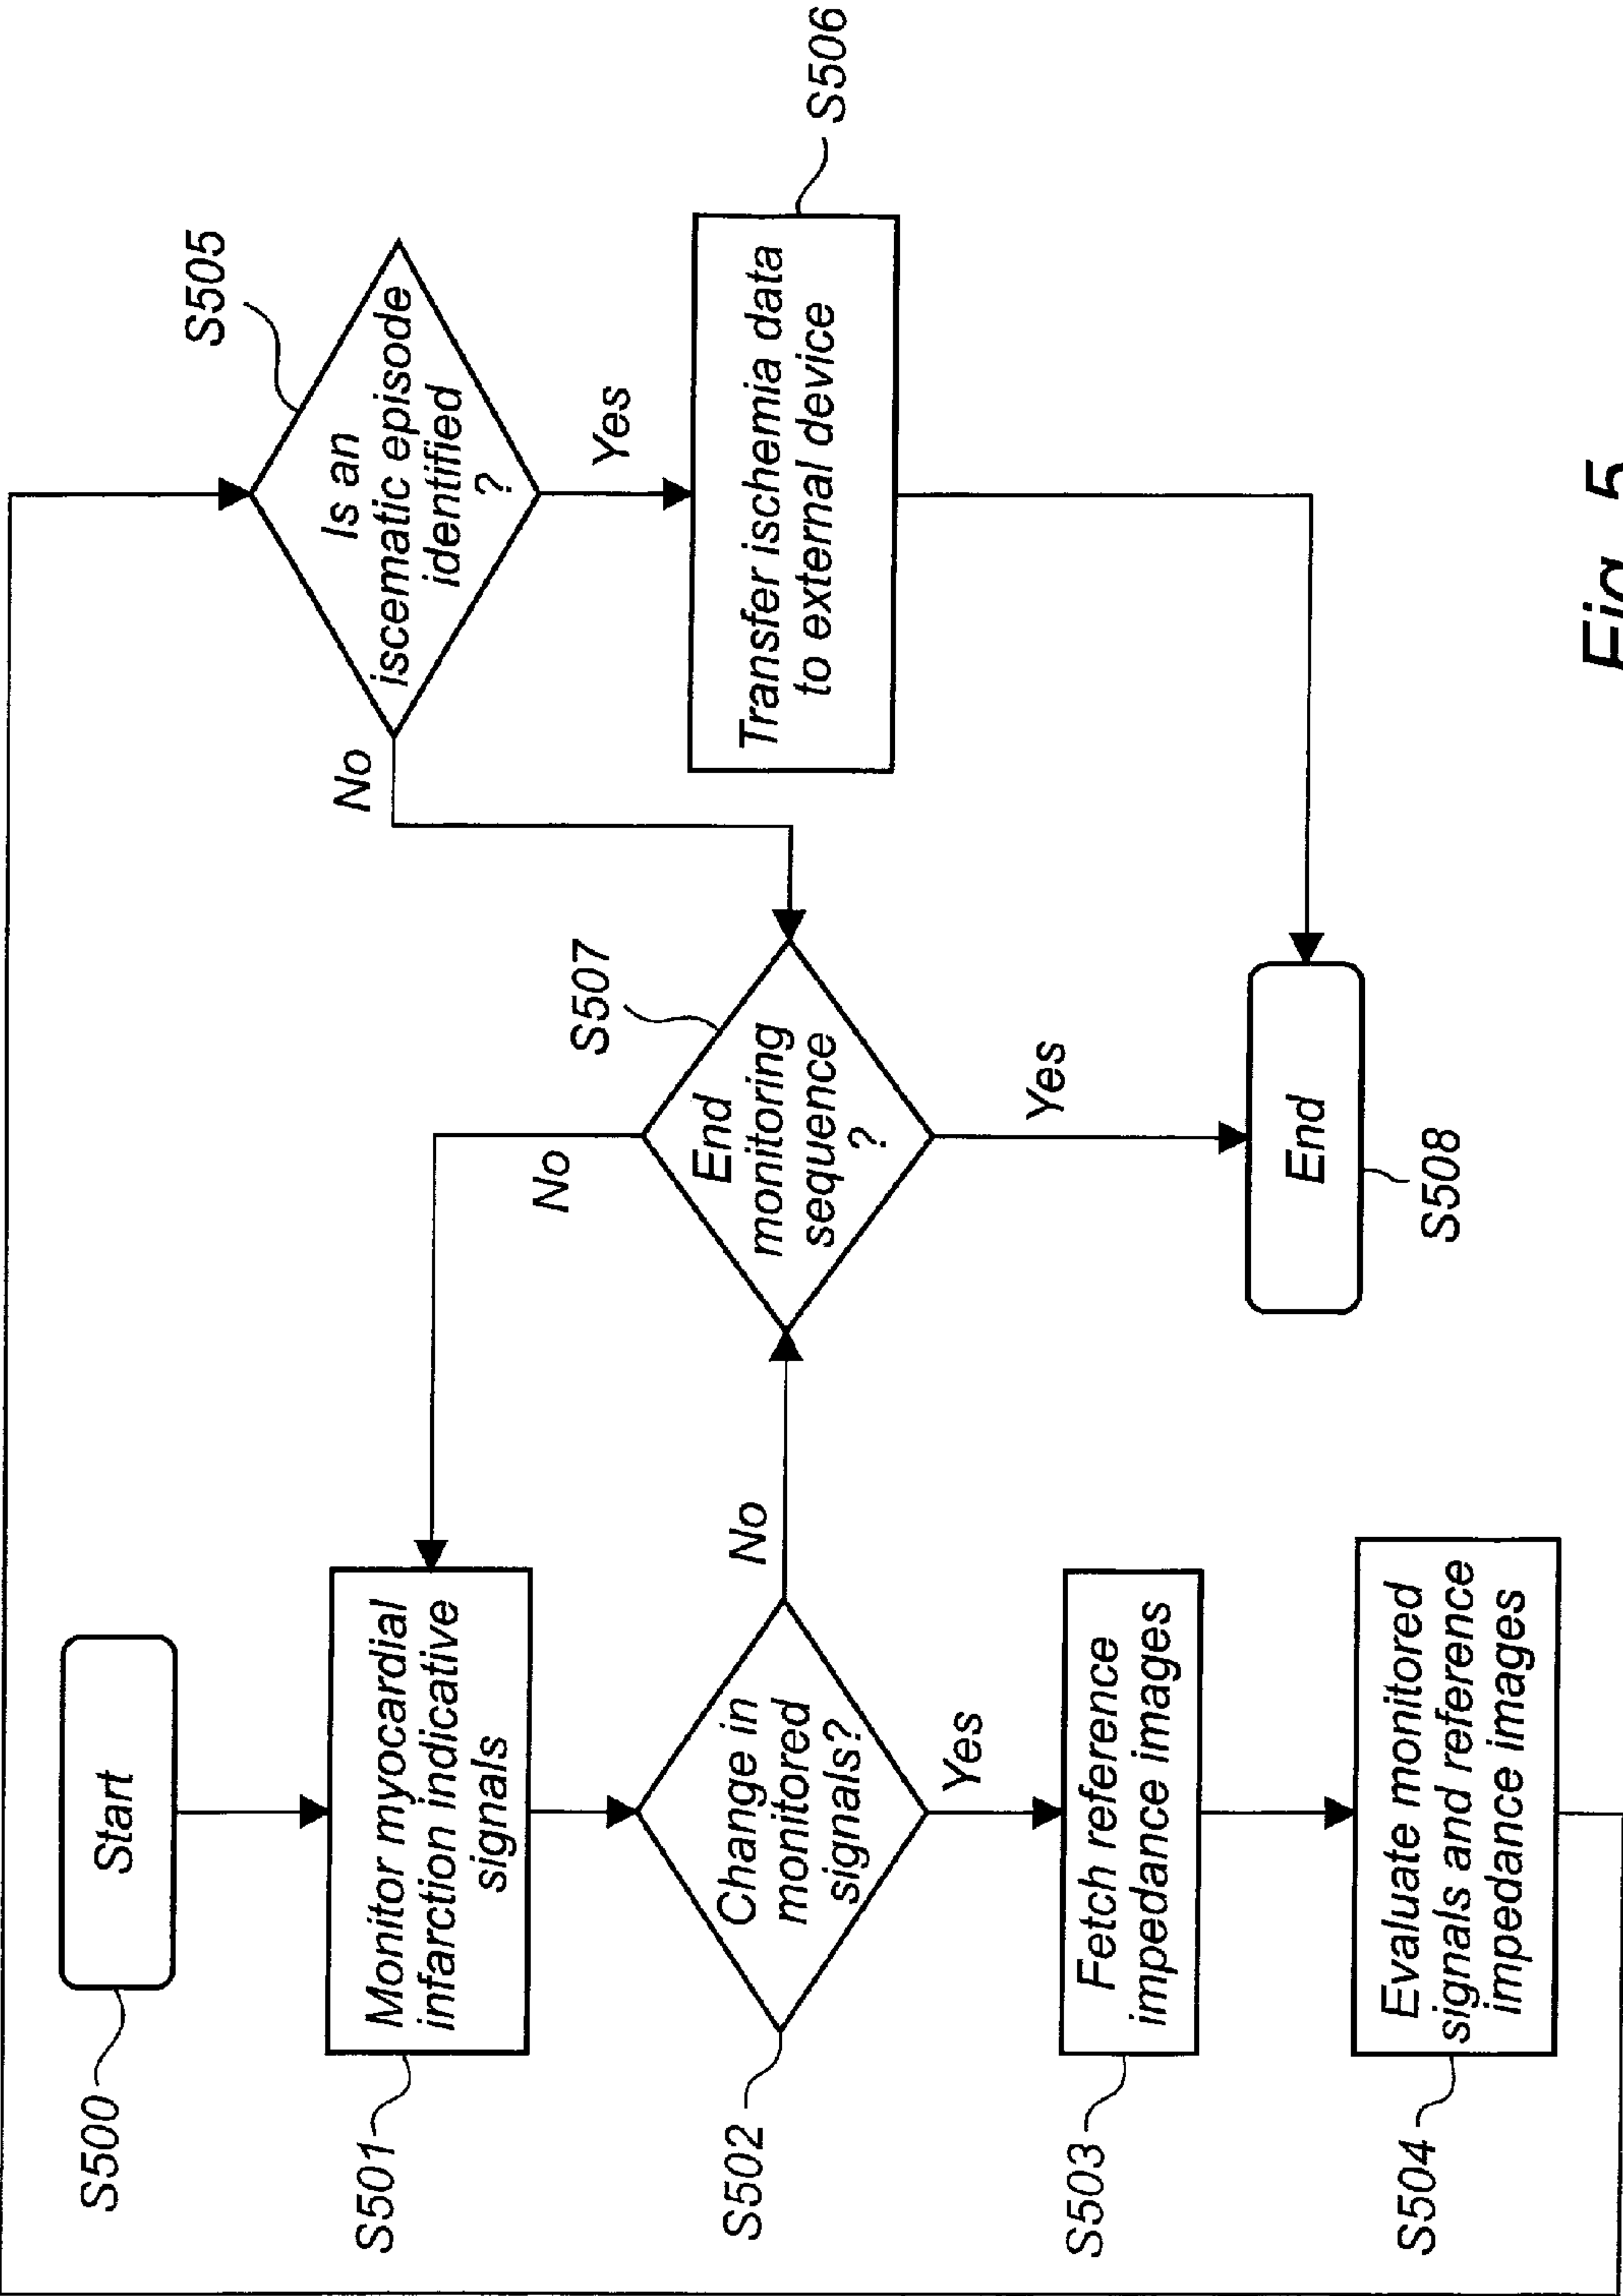 S500
Start
S501
Monitor myocardial
infarction indicative
signals
S502
Change in
monitored
signals?
No
Yes
S503
Fetch reference
impedance images
S504
Evaluate monitored
signals and reference
impedance images
S505
Is an
iscematic episode
identified
?
No
Yes
S506
Transfer ischemia data
to external device
S507
End
monitoring
sequence
?
No
Yes
End
S508
Fig. 5